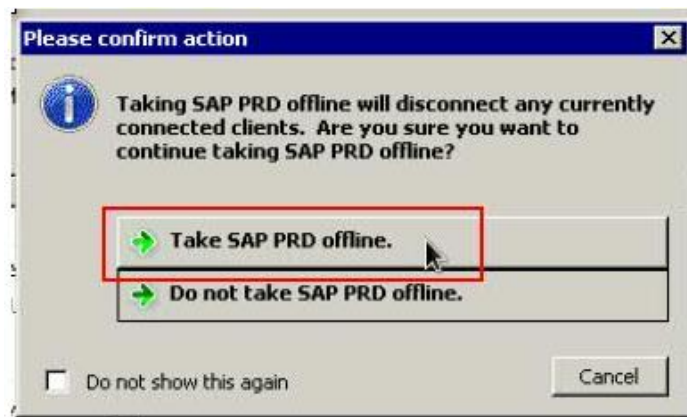 Please confirm action
Taking SAP PRD offline will disconnect any currently
connected clients. Are you sure you want to
continue taking SAP PRD offline?
Take SAP PRD offline.
Do not take SAP PRD offline.
Do not show this again
Cancel